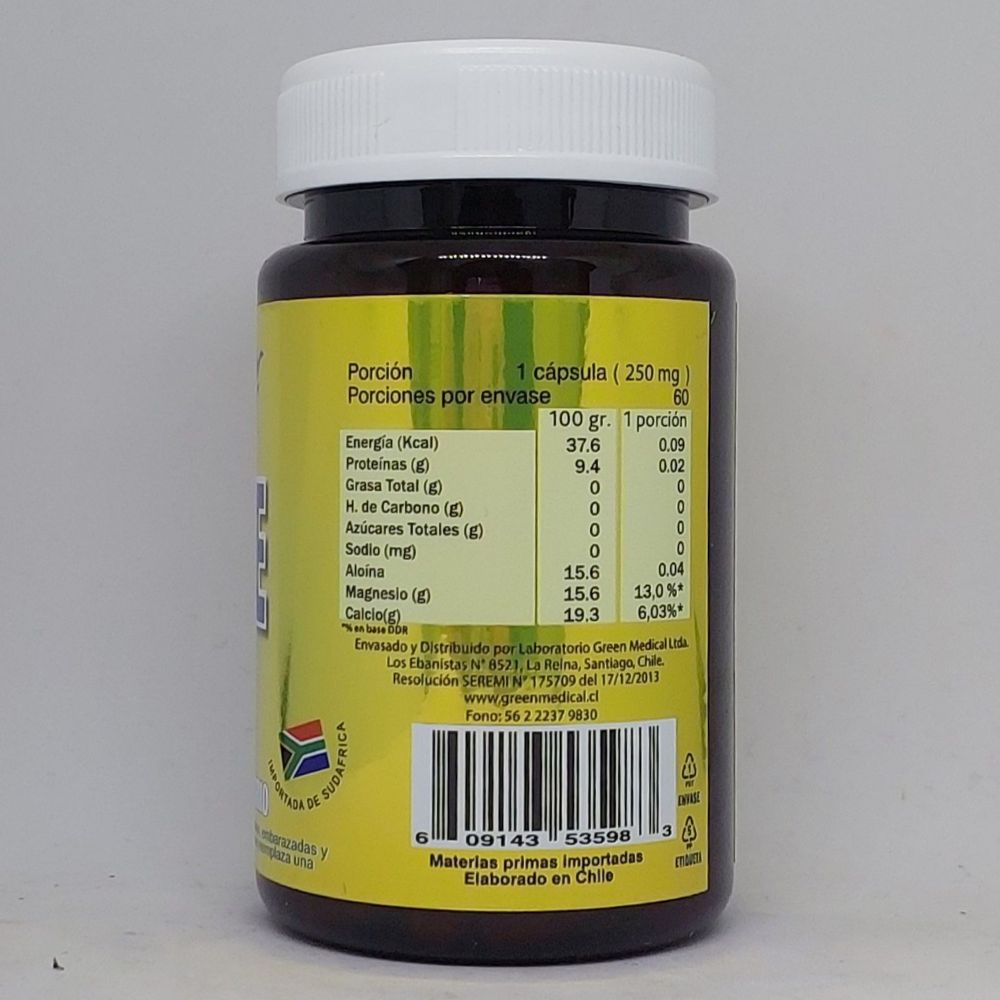 Porción 1 cápsula ( 250 mg )
Porciones por envase 60
100 gr. 1 porción
Energía (Kcal) 37.6 0.09
Proteínas (g) 9.4 0.02
Grasa Total (g) 0 0
H. de Carbono (g) 0 0
Azúcares Totales (g) 0 0
Sodio (mg) 0 0
Aloína 15.6 0.04
Magnesio (g) 15.6 13,0 %*
Calcio(g) 19.3 6,03%*
*% en base DDR
Envasado y Distribuido por Laboratorio Green Medical Ltda.
Los Ebanistas N° 8521, La Reina, Santiago, Chile.
Resolución SEREMI N° 175709 del 17/12/2013
www.greenmedical.cl
Fono: 56 2 2237 9830
E
IMPORTADA DE SUDAFRICA
embarazadas y
una
6 09143 53598 3
Materias primas importadas
Elaborado en Chile
1
PET
ENVASE
5
PP
ETIQUETA